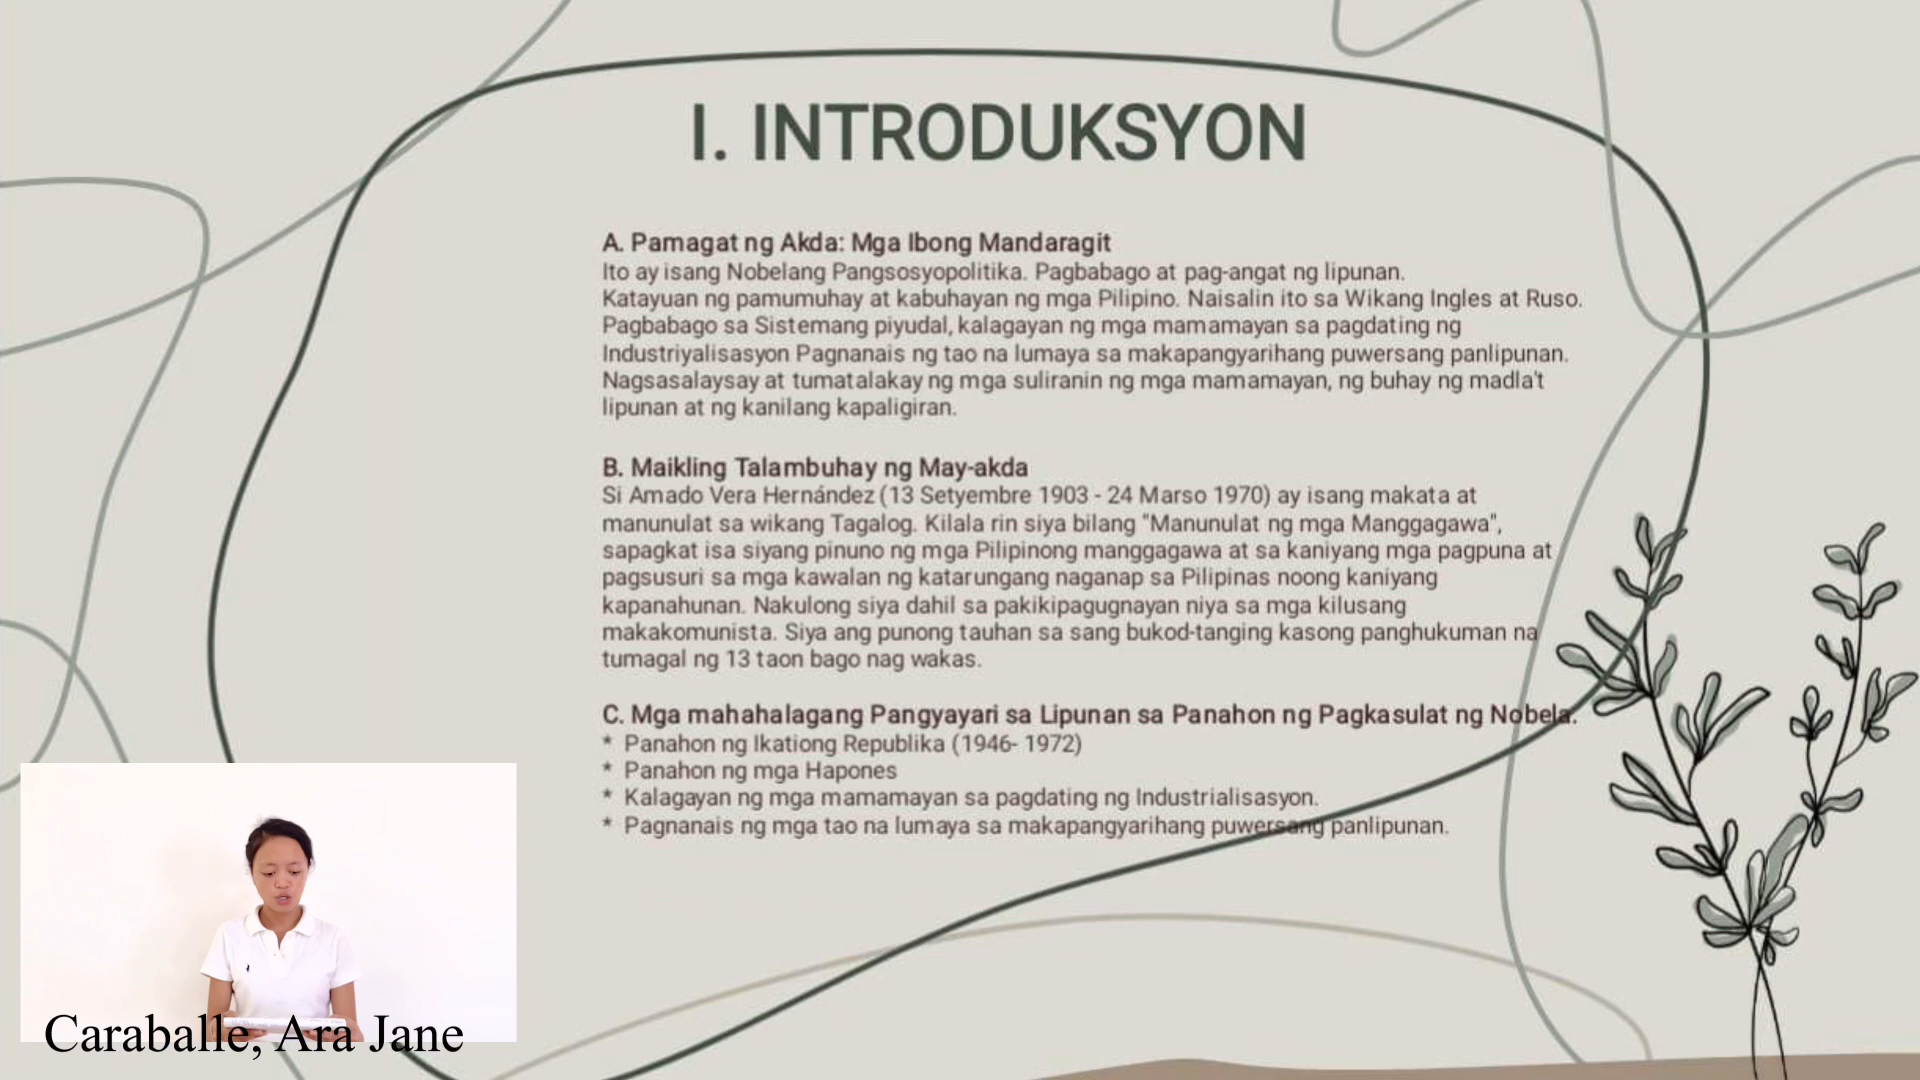 I. INTRODUKSYON
A. Pamagat ng Akda: Mga Ibong Mandaragit
Ito ay isang Nobelang Pangsosyopolitika. Pagbabago at pag-angat ng lipunan.
Katayuan ng pamumuhay at kabuhayan ng mga Pilipino. Naisalin ito sa Wikang Ingles at Ruso.
Pagbabago sa Sistemang piyudal, kalagayan ng mga mamamayan sa pagdating ng
Industriyalisasyon Pagnanais ng tao na lumaya sa makapangyarihang puwersang panlipunan.
Nagsasalaysay at tumatalakay ng mga suliranin ng mga mamamayan, ng buhay ng madla't
lipunan at ng kanilang kapaligiran.
B. Maikling Talambuhay ng May-akda
Si Amado Vera Hernández (13 Setyembre 1903 - 24 Marso 1970) ay isang makata at
manunulat sa wikang Tagalog. Kilala rin siya bilang "Manunulat ng mga Manggagawa",
sapagkat isa siyang pinuno ng mga Pilipinong manggagawa at sa kaniyang mga pagpuna at
pagsusuri sa mga kawalan ng katarungang naganap sa Pilipinas noong kaniyang
kapanahunan. Nakulong siya dahil sa pakikipagugnayan niya sa mga kilusang
makakomunista. Siya ang punong tauhan sa sang bukod-tanging kasong panghukuman na
tumagal ng 13 taon bago nag wakas.
C. Mga mahahalagang Pangyayari sa Lipunan sa Panahon ng Pagkasulat ng Nobela.
* Panahon ng Ikationg Republika (1946- 1972)
* Panahon ng mga Hapones
* Kalagayan ng mga mamamayan sa pagdating ng Industrialisasyon.
* Pagnanais ng mga tao na lumaya sa makapangyarihang puwersang panlipunan.
Caraballe, Ara Jane